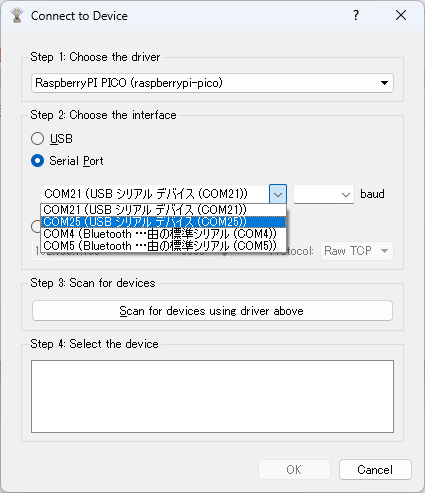 Connect to Device
Step 1: Choose the driver
RaspberryPI PICO (raspberrypi-pico)
Step 2: Choose the interface
USB
Serial Port
COM21 (USB シリアル デバイス (COM21)) baud
COM21 (USB シリアル デバイス (COM21))
COM25 (USB シリアル デバイス (COM25))
COM4 (Bluetooth …由の標準シリアル (COM4))
COM5 (Bluetooth …由の標準シリアル (COM5))
Protocol: Raw TCP
Step 3: Scan for devices
Scan for devices using driver above
Step 4: Select the device
OK Cancel